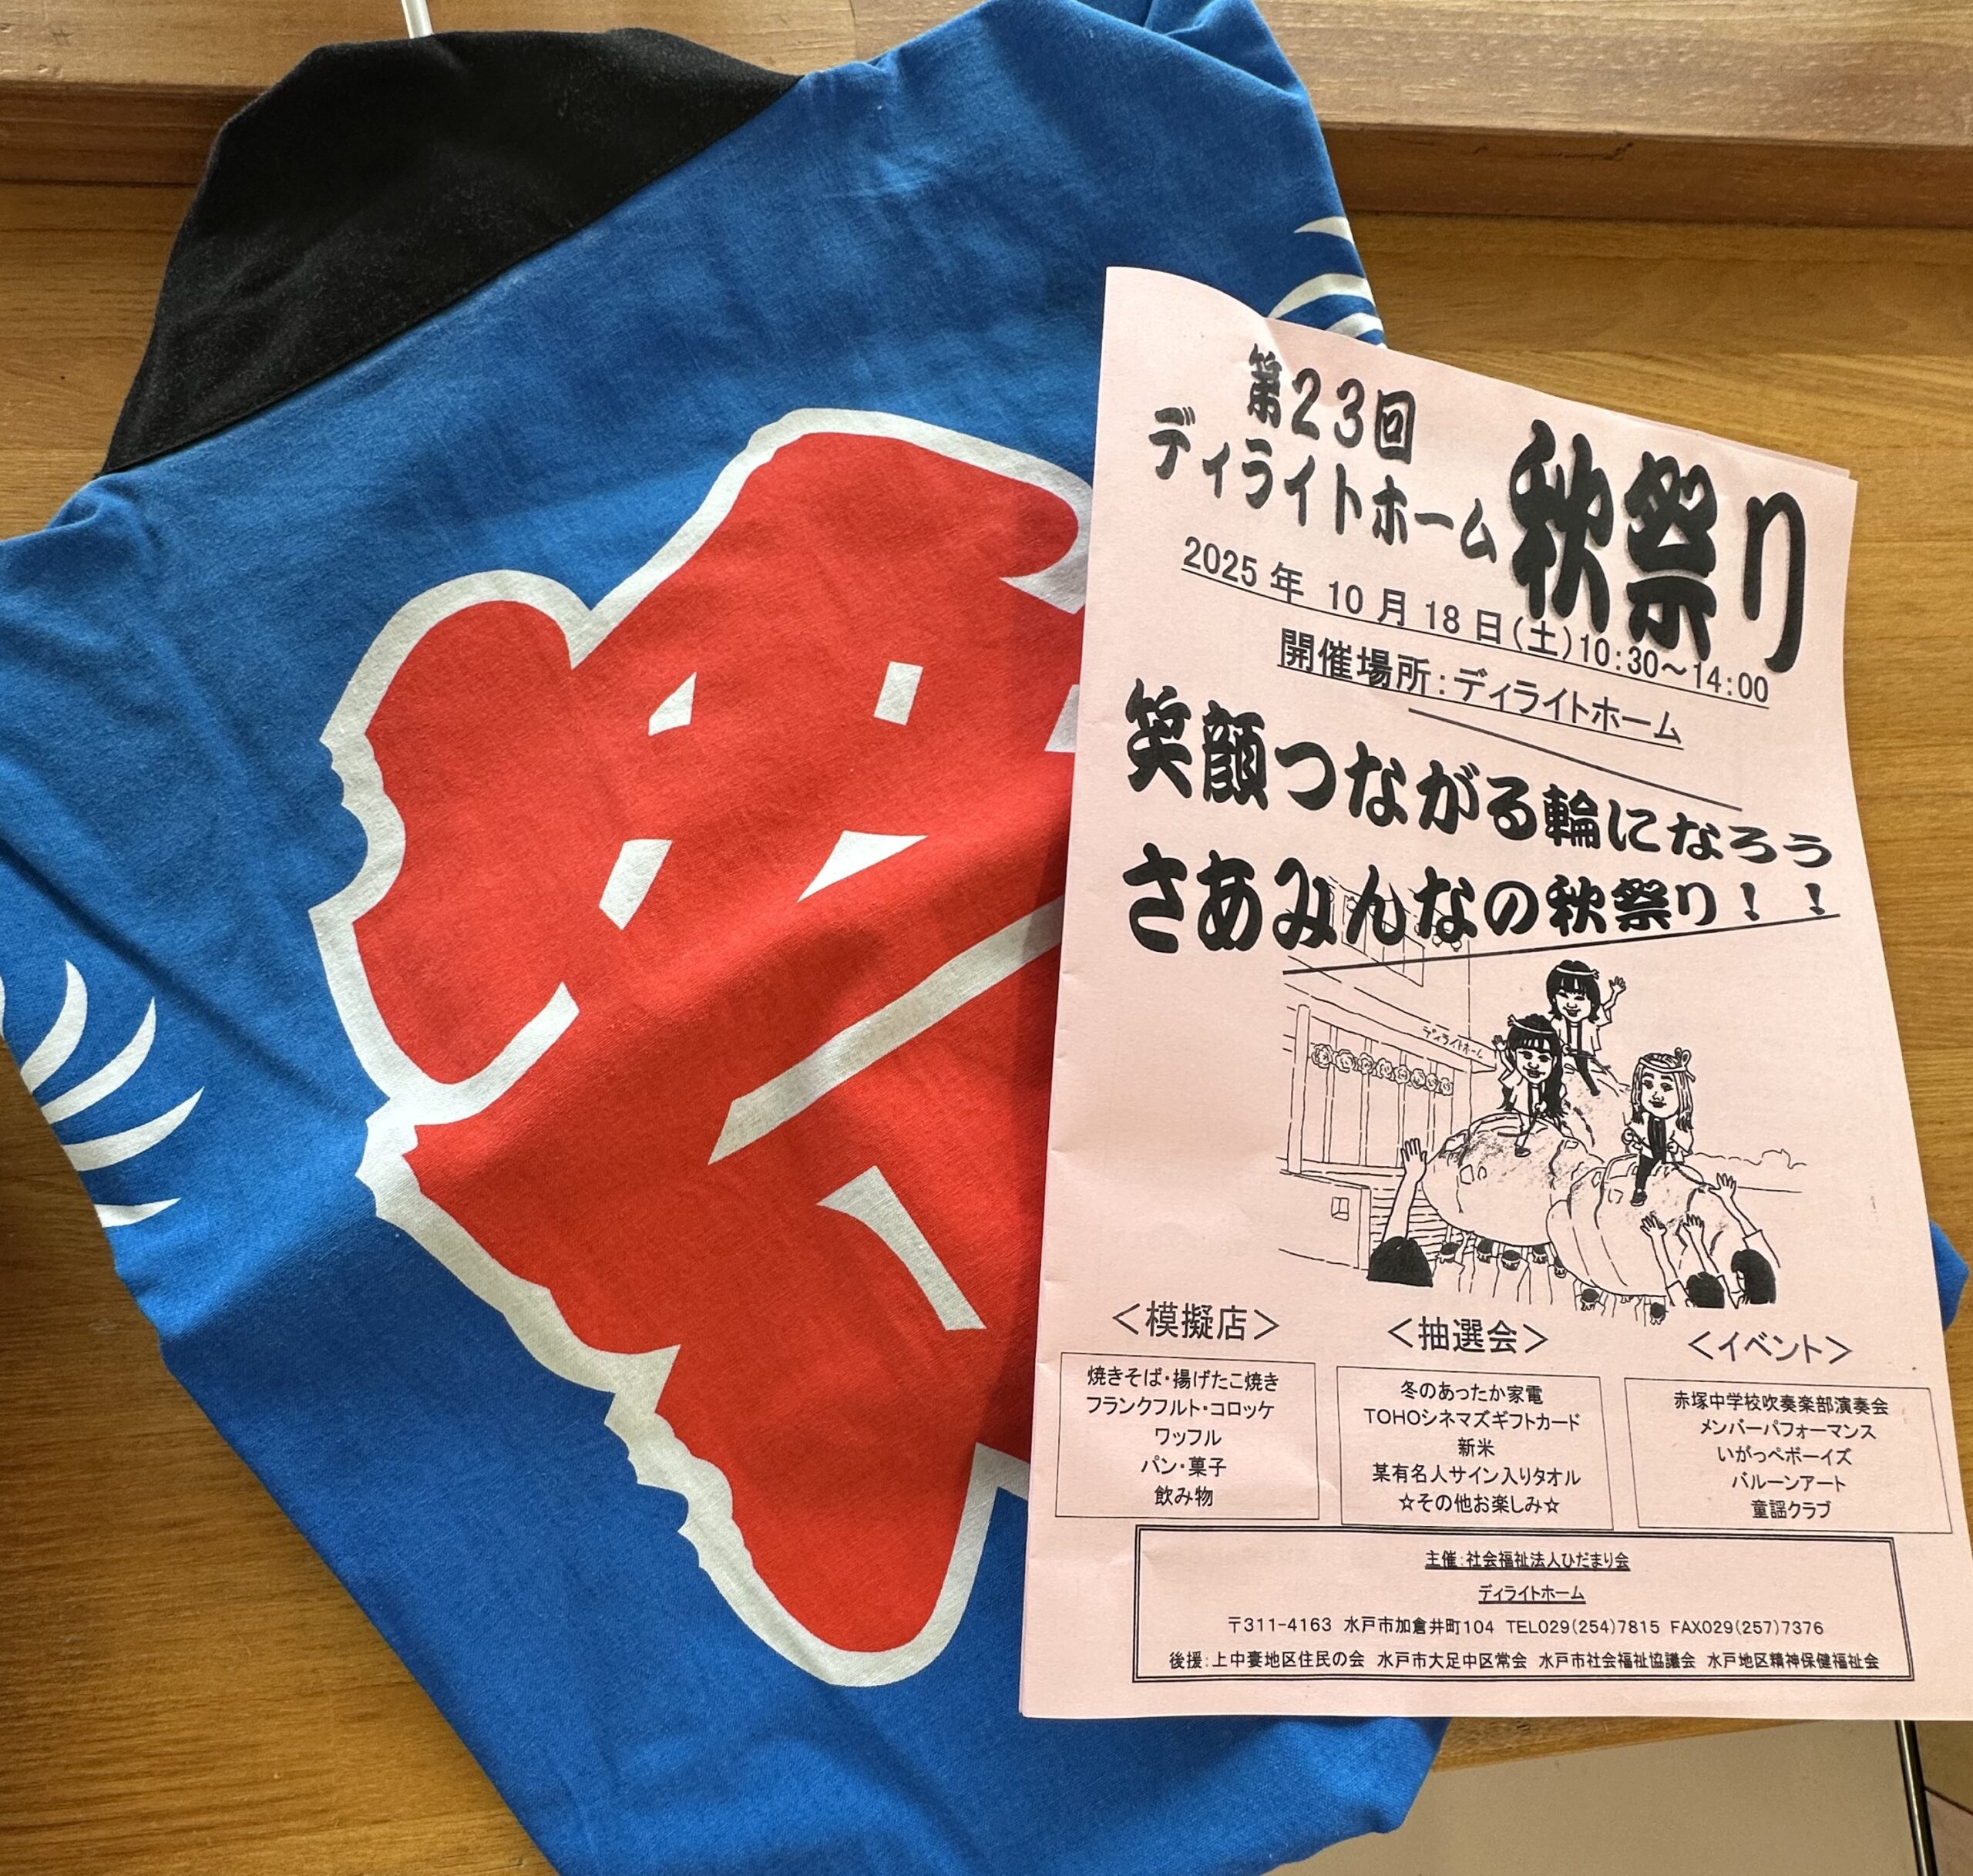 祭
第23回
ディライトホーム 秋祭り
2025年 10月18日(土)10:30~14:00
開催場所:ディライトホーム
笑顔つながる輪になろう
さあみんなの秋祭り!!
ディライトホーム
<模擬店>
焼きそば・揚げたこ焼き
フランクフルト・コロッケ
ワッフル
パン・菓子
飲み物
<抽選会>
冬のあったか家電
TOHOシネマズギフトカード
新米
某有名人サイン入りタオル
☆その他お楽しみ☆
<イベント>
赤塚中学校吹奏楽部演奏会
メンバーパフォーマンス
いがっぺボーイズ
バルーンアート
童謡クラブ
主催:社会福祉法人ひだまり会
ディライトホーム
〒311-4163 水戸市加倉井町104 TEL029(254)7815 FAX029(257)7376
後援:上中妻地区住民の会 水戸市大足中区常会 水戸市社会福祉協議会 水戸地区精神保健福祉会